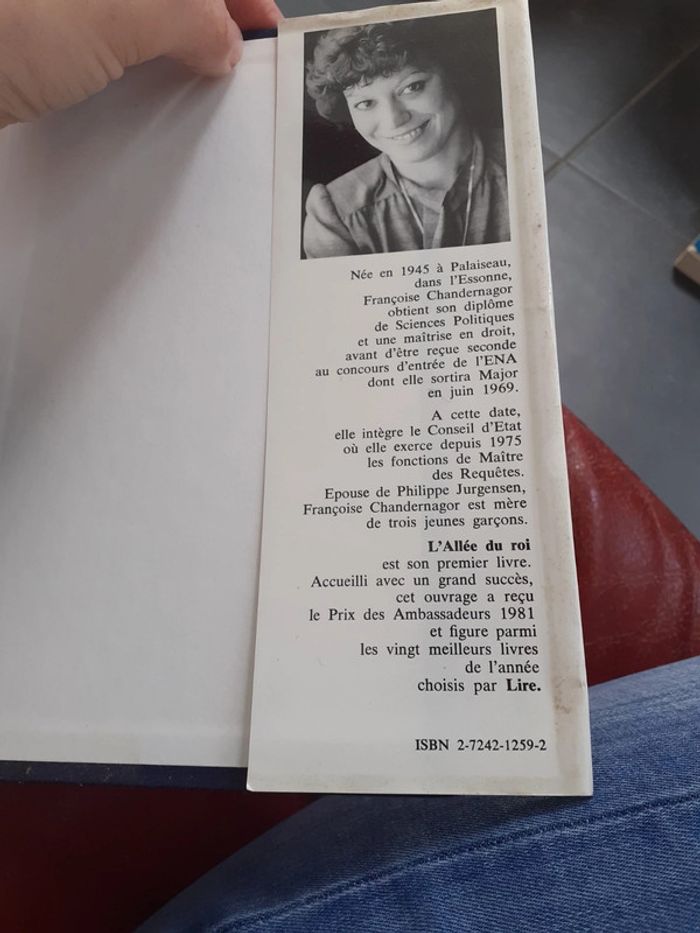 Née en 1945 à Palaiseau,
dans l'Essonne,
Françoise Chandernagor
obtient son diplôme
de Sciences Politiques
et une maîtrise en droit,
avant d'être reçue seconde
au concours d'entrée de l'ENA
dont elle sortira Major
en juin 1969.
A cette date,
elle intègre le Conseil d'Etat
où elle exerce depuis 1975
les fonctions de Maître
des Requêtes.
Epouse de Philippe Jurgensen,
Françoise Chandernagor est mère
de trois jeunes garçons.
L'Allée du roi
est son premier livre.
Accueilli avec un grand succès,
cet ouvrage a reçu
le Prix des Ambassadeurs 1981
et figure parmi
les vingt meilleurs livres
de l'année
choisis par Lire.
ISBN 2-7242-1259-2